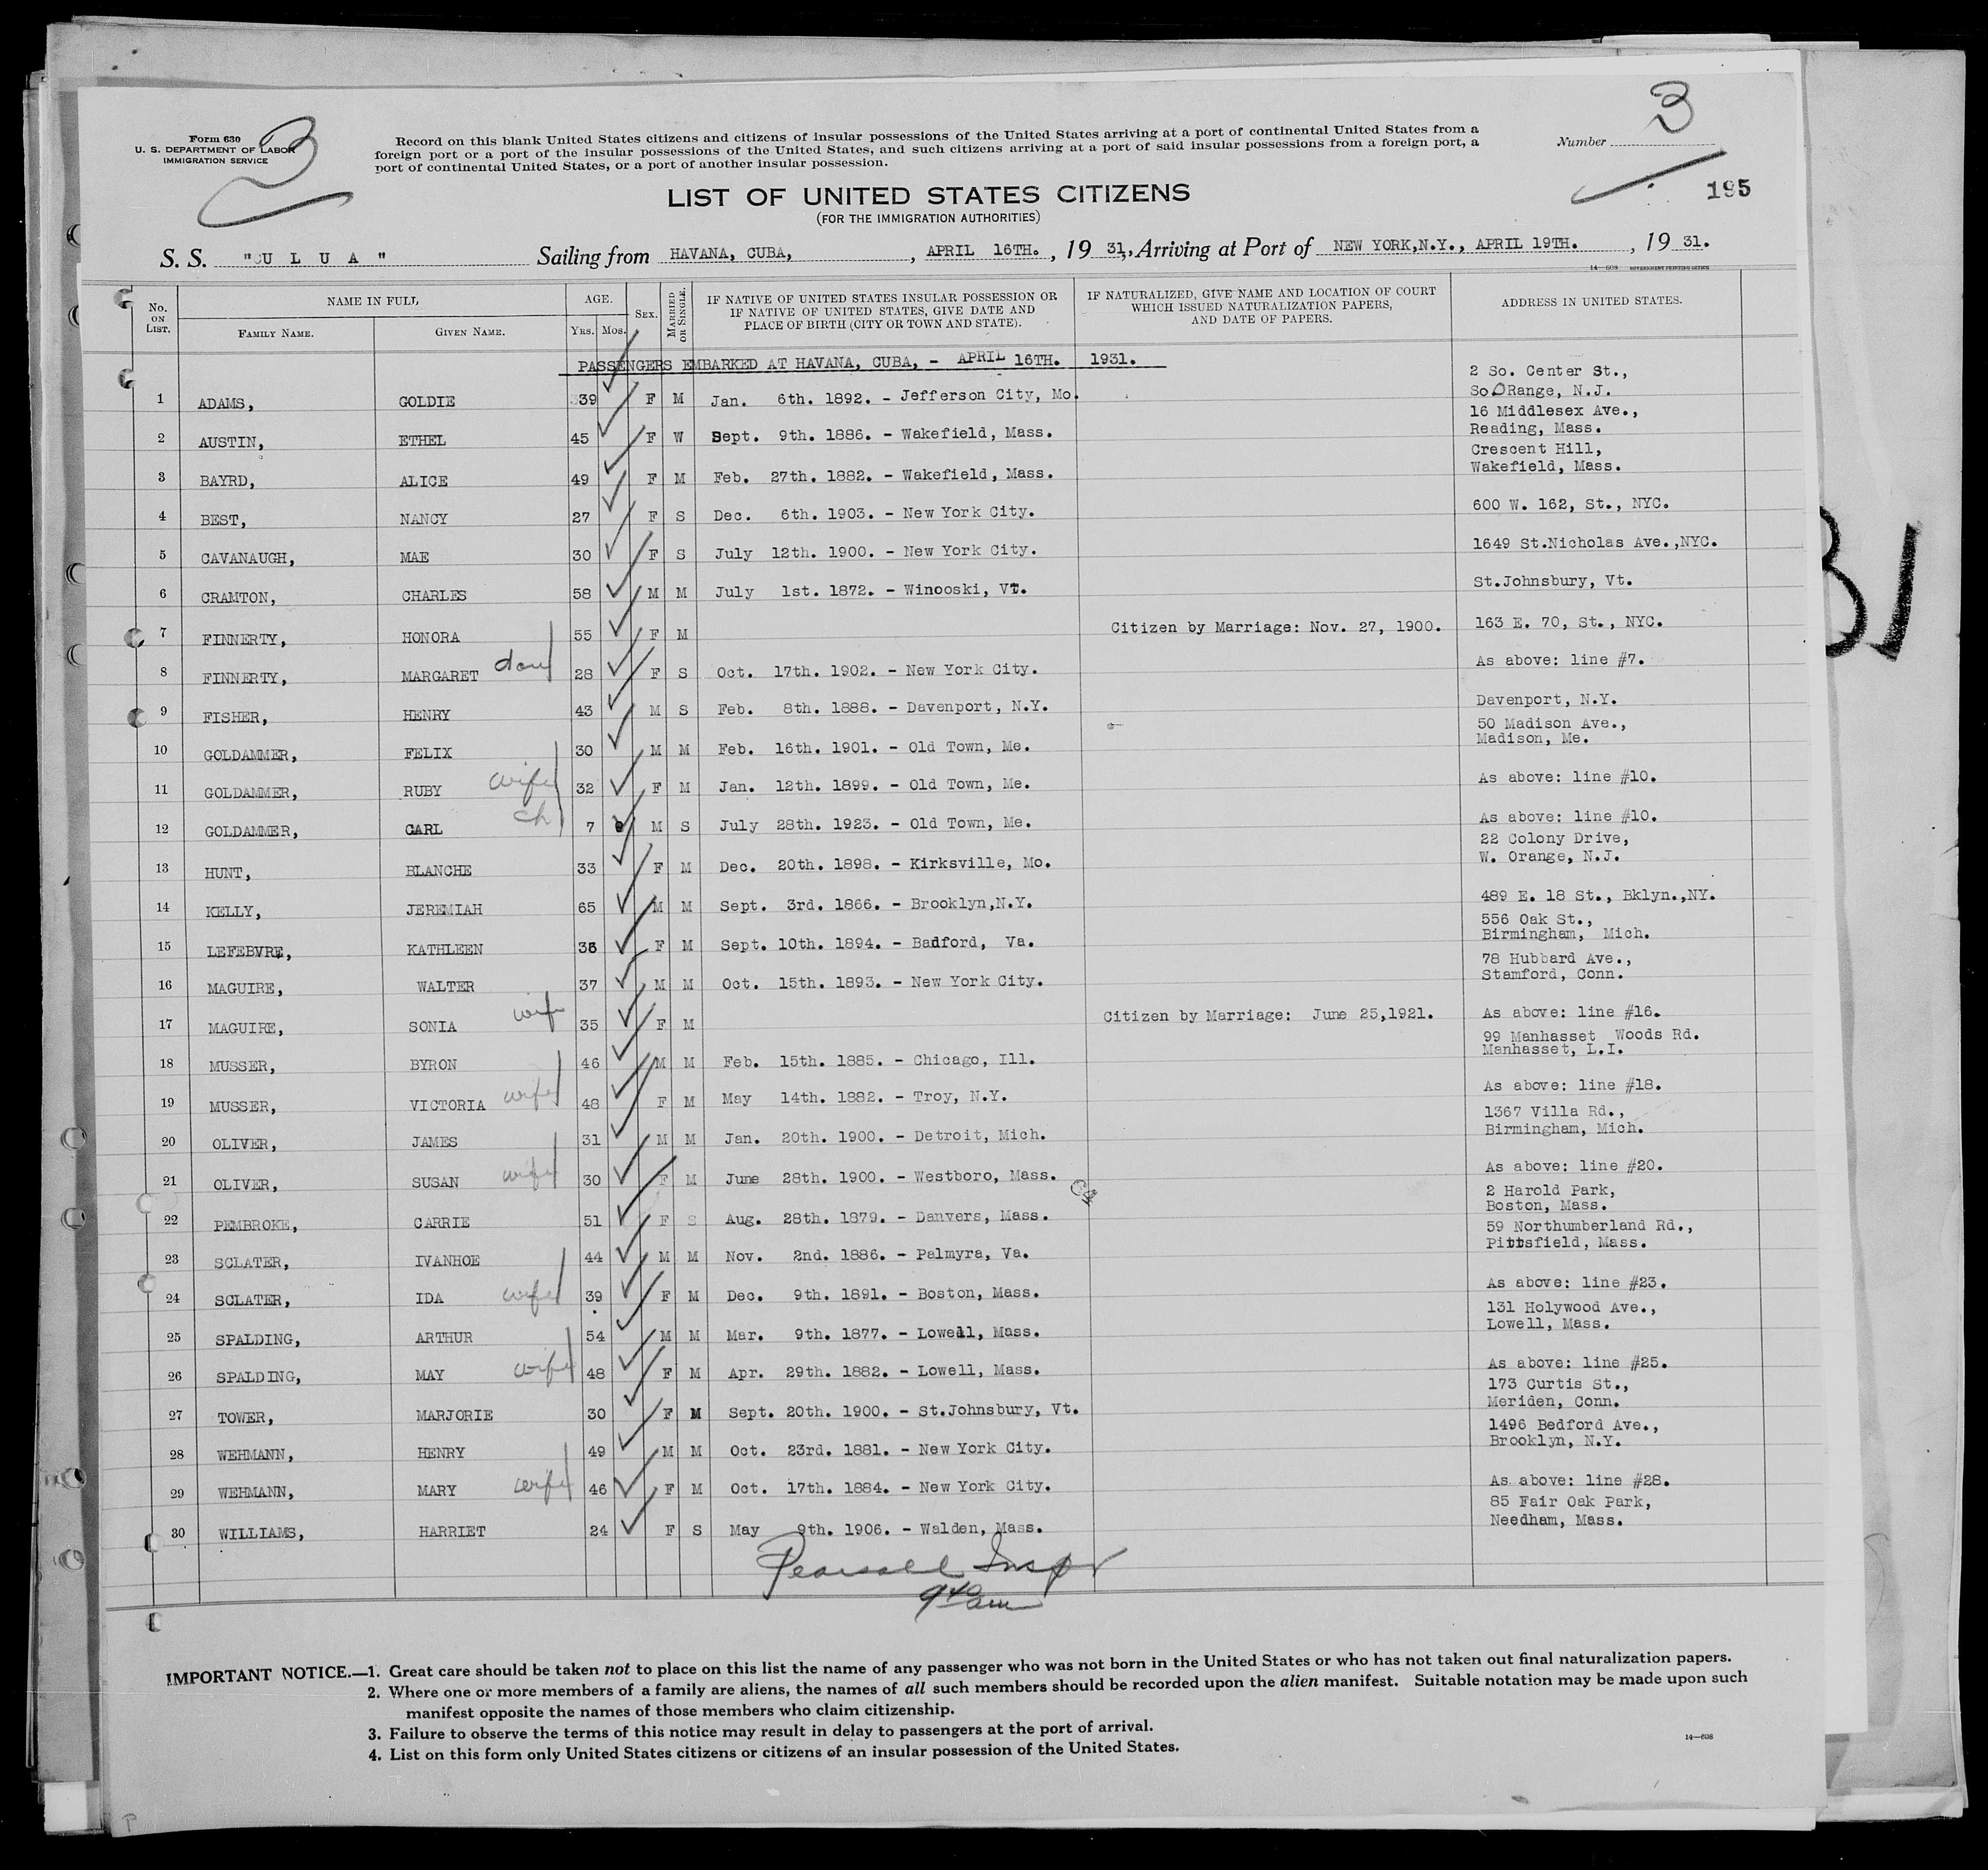 Form 630
U. S. DEPARTMENT OF LABOR
IMMIGRATION SERVICE
3
Record on this blank United States citizens and citizens of insular possessions of the United States arriving at a port of continental United States from a
foreign port or a port of the insular possessions of the United States, and such citizens arriving at a port of said insular possessions from a foreign port, a
port of continental United States, or a port of another insular possession.
Number 3
195
LIST OF UNITED STATES CITIZENS
(FOR THE IMMIGRATION AUTHORITIES)
S. S. "U L U A" Sailing from HAVANA, CUBA, , APRIL 16TH. , 19 31, Arriving at Port of NEW YORK,N.Y., APRIL 19TH. , 19 31.
14—608 GOVERNMENT PRINTING OFFICE
No. ON LIST. NAME IN FULL FAMILY NAME. GIVEN NAME. AGE. YRS. MOS. SEX. MARRIED OR SINGLE. IF NATIVE OF UNITED STATES INSULAR POSSESSION OR IF NATIVE OF UNITED STATES, GIVE DATE AND PLACE OF BIRTH (CITY OR TOWN AND STATE). IF NATURALIZED, GIVE NAME AND LOCATION OF COURT WHICH ISSUED NATURALIZATION PAPERS, AND DATE OF PAPERS. ADDRESS IN UNITED STATES.
PASSENGERS EMBARKED AT HAVANA, CUBA, - APRIL 16TH. 1931.
1 ADAMS, GOLDIE 39 F M Jan. 6th. 1892. - Jefferson City, Mo. 2 So. Center St., So.ORange, N.J.
2 AUSTIN, ETHEL 45 F W Sept. 9th. 1886. - Wakefield, Mass. 16 Middlesex Ave., Reading, Mass.
3 BAYRD, ALICE 49 F M Feb. 27th. 1882. - Wakefield, Mass. Crescent Hill, Wakefield, Mass.
4 BEST, NANCY 27 F S Dec. 6th. 1903. - New York City. 600 W. 162, St., NYC.
5 CAVANAUGH, MAE 30 F S July 12th. 1900. - New York City. 1649 St.Nicholas Ave.,NYC.
6 CRAMTON, CHARLES 58 M M July 1st. 1872. - Winooski, Vt. St.Johnsbury, Vt.
7 FINNERTY, HONORA 55 F M Citizen by Marriage: Nov. 27, 1900. 163 E. 70, St., NYC.
8 FINNERTY, MARGARET dau 28 F S Oct. 17th. 1902. - New York City. As above: line #7.
9 FISHER, HENRY 43 M S Feb. 8th. 1888. - Davenport, N.Y. Davenport, N.Y.
10 GOLDAMMER, FELIX 30 M M Feb. 16th. 1901. - Old Town, Me. 50 Madison Ave., Madison, Me.
11 GOLDAMMER, RUBY wife 32 F M Jan. 12th. 1899. - Old Town, Me. As above: line #10.
12 GOLDAMMER, CARL ch 7 M S July 28th. 1923. - Old Town, Me. As above: line #10.
13 HUNT, BLANCHE 33 F M Dec. 20th. 1898. - Kirksville, Mo. 22 Colony Drive, W. Orange, N.J.
14 KELLY, JEREMIAH 65 M M Sept. 3rd. 1866. - Brooklyn,N.Y. 489 E. 18 St., Bklyn.,NY.
15 LEFEBVRE, KATHLEEN 36 F M Sept. 10th. 1894. - Badford, Va. 556 Oak St., Birmingham, Mich.
16 MAGUIRE, WALTER 37 M M Oct. 15th. 1893. - New York City. 78 Hubbard Ave., Stamford, Conn.
17 MAGUIRE, SONIA wife 35 F M Citizen by Marriage: June 25,1921. As above: line #16.
18 MUSSER, BYRON 46 M M Feb. 15th. 1885. - Chicago, Ill. 99 Manhasset Woods Rd. Manhasset, L.I.
19 MUSSER, VICTORIA wife 48 F M May 14th. 1882. - Troy, N.Y. As above: line #18.
20 OLIVER, JAMES 31 M M Jan. 20th. 1900. - Detroit, Mich. 1367 Villa Rd., Birmingham, Mich.
21 OLIVER, SUSAN wife 30 F M June 28th. 1900. - Westboro, Mass. As above: line #20.
22 PEMBROKE, CARRIE 51 F S Aug. 28th. 1879. - Danvers, Mass. 2 Harold Park, Boston, Mass.
23 SCLATER, IVANHOE 44 M M Nov. 2nd. 1886. - Palmyra, Va. 59 Northumberland Rd., Pittsfield, Mass.
24 SCLATER, IDA wife 39 F M Dec. 9th. 1891. - Boston, Mass. As above: line #23.
25 SPALDING, ARTHUR 54 M M Mar. 9th. 1877. - Lowell, Mass. 131 Holywood Ave., Lowell, Mass.
26 SPALDING, MAY wife 48 F M Apr. 29th. 1882. - Lowell, Mass. As above: line #25.
27 TOWER, MARJORIE 30 F M Sept. 20th. 1900. - St.Johnsbury, Vt. 173 Curtis St., Meriden, Conn.
28 WEHMANN, HENRY 49 M M Oct. 23rd. 1881. - New York City. 1496 Bedford Ave., Brooklyn, N.Y.
29 WEHMANN, MARY wife 46 F M Oct. 17th. 1884. - New York City. As above: line #28.
30 WILLIAMS, HARRIET 24 F S May 9th. 1906. - Walden, Mass. 85 Fair Oak Park, Needham, Mass.
Pearsall Inspr
9 40 am
IMPORTANT NOTICE.—1. Great care should be taken not to place on this list the name of any passenger who was not born in the United States or who has not taken out final naturalization papers.
2. Where one or more members of a family are aliens, the names of all such members should be recorded upon the alien manifest. Suitable notation may be made upon such
manifest opposite the names of those members who claim citizenship.
3. Failure to observe the terms of this notice may result in delay to passengers at the port of arrival.
4. List on this form only United States citizens or citizens of an insular possession of the United States.
14—608